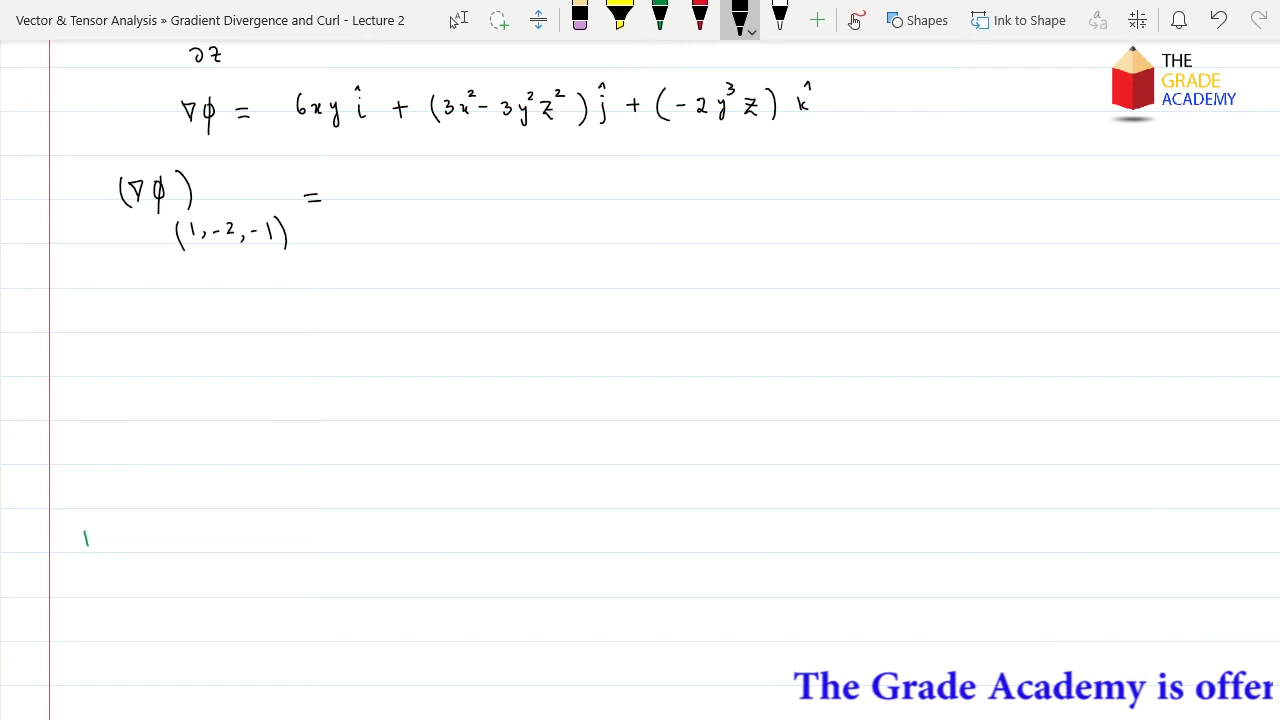 Vector & Tensor Analysis » Gradient Divergence and Curl - Lecture 2
Shapes
Ink to Shape
THE
GRADE
ACADEMY
∂z
∇φ = 6xy î + (3x² - 3y²z²) ĵ + (-2y³z) k̂
(∇φ)(1,-2,-1) =
The Grade Academy is offer